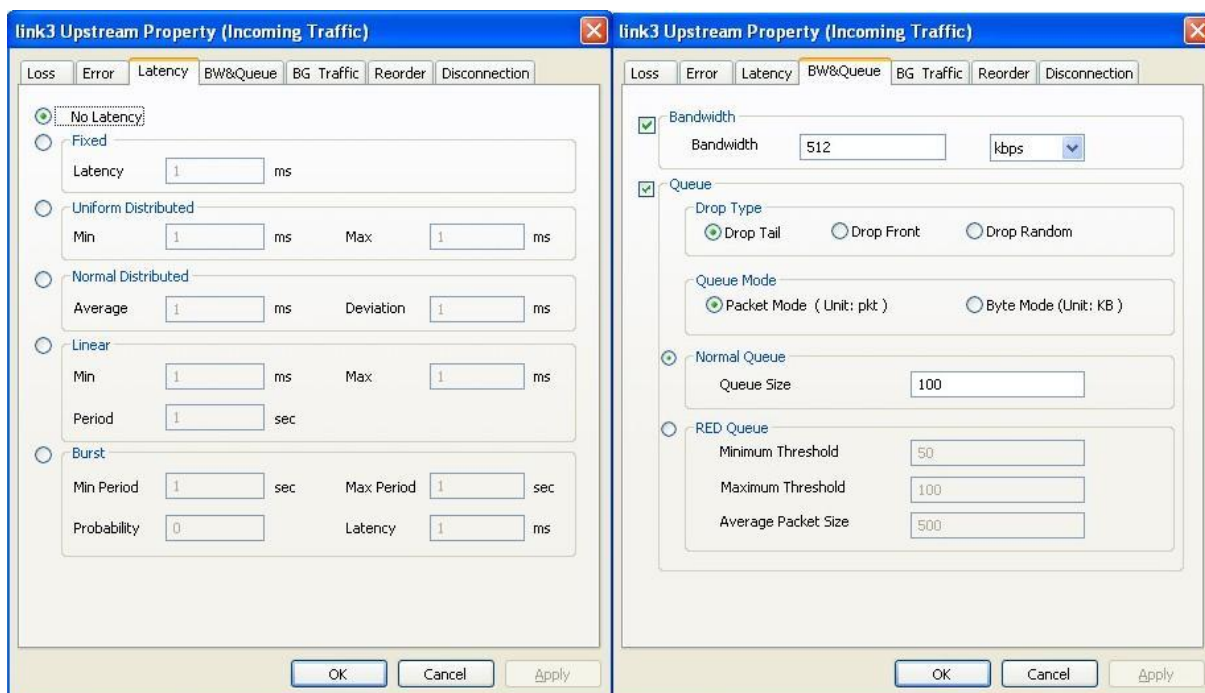 link3 Upstream Property (Incoming Traffic)
Loss Error Latency BW&Queue BG Traffic Reorder Disconnection
No Latency
Fixed
Latency 1 ms
Uniform Distributed
Min 1 ms Max 1 ms
Normal Distributed
Average 1 ms Deviation 1 ms
Linear
Min 1 ms Max 1 ms
Period 1 sec
Burst
Min Period 1 sec Max Period 1 sec
Probability 0 Latency 1 ms
OK Cancel Apply
link3 Upstream Property (Incoming Traffic)
Loss Error Latency BW&Queue BG Traffic Reorder Disconnection
Bandwidth
Bandwidth 512 kbps
Queue
Drop Type
Drop Tail Drop Front Drop Random
Queue Mode
Packet Mode ( Unit: pkt ) Byte Mode (Unit: KB )
Normal Queue
Queue Size 100
RED Queue
Minimum Threshold 50
Maximum Threshold 100
Average Packet Size 500
OK Cancel Apply